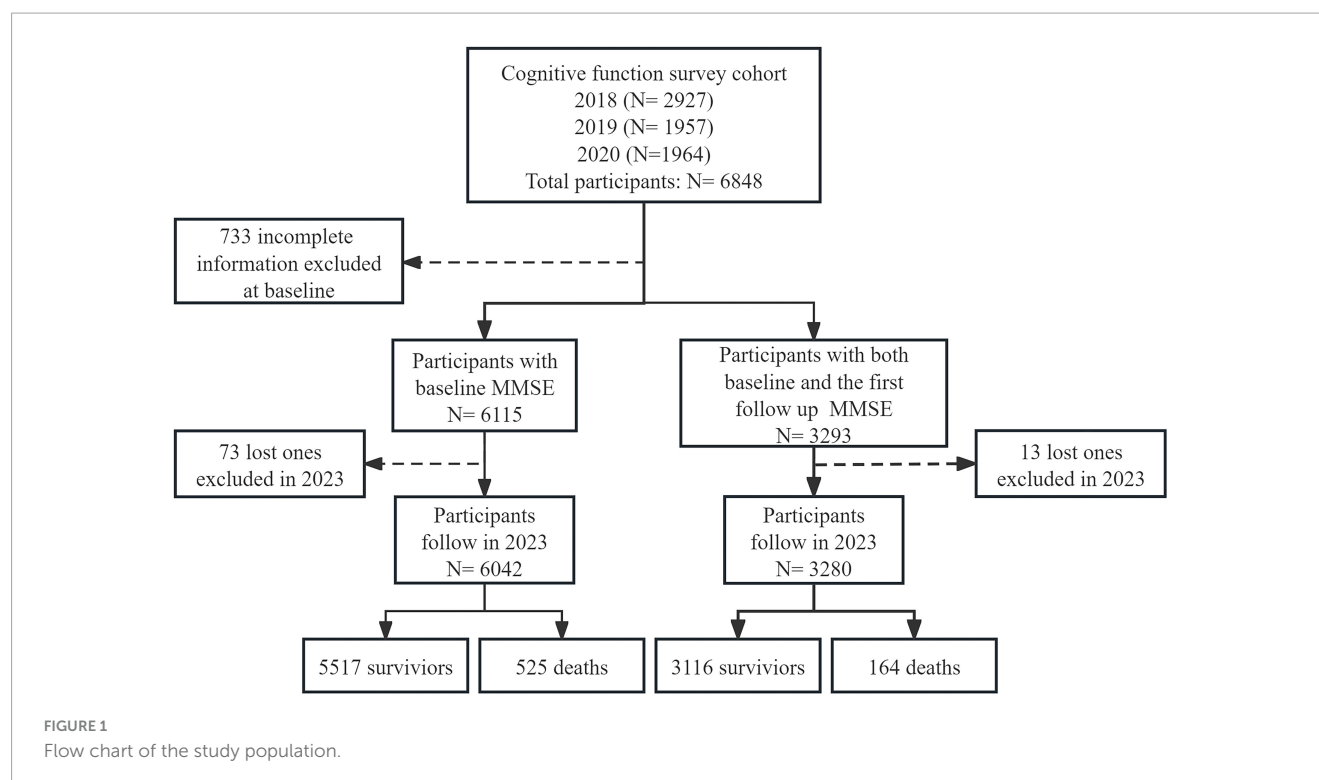 Cognitive function survey cohort
2018 (N= 2927)
2019 (N= 1957)
2020 (N=1964)
Total participants: N= 6848
733 incomplete
information excluded
at baseline
Participants with
baseline MMSE
N= 6115
Participants with both
baseline and the first
follow up MMSE
N= 3293
73 lost ones
excluded in 2023
13 lost ones
excluded in 2023
Participants
follow in 2023
N= 6042
Participants
follow in 2023
N= 3280
5517 surviviors
525 deaths
3116 surviviors
164 deaths
FIGURE 1
Flow chart of the study population.